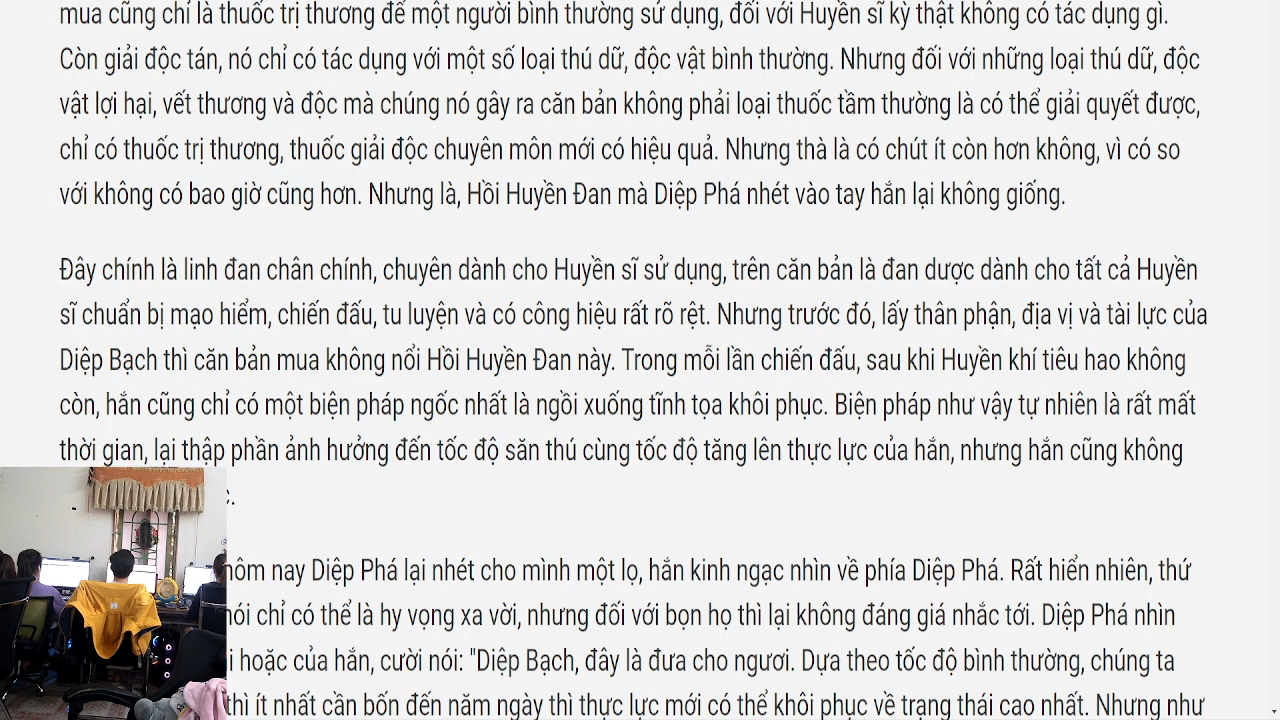 mua cũng chỉ là thuốc trị thương để một người bình thường sử dụng, đối với Huyền sĩ kỳ thật không có tác dụng gì.
Còn giải độc tán, nó chỉ có tác dụng với một số loại thú dữ, độc vật bình thường. Nhưng đối với những loại thú dữ, độc
vật lợi hại, vết thương và độc mà chúng nó gây ra căn bản không phải loại thuốc tầm thường là có thể giải quyết được,
chỉ có thuốc trị thương, thuốc giải độc chuyên môn mới có hiệu quả. Nhưng thà là có chút ít còn hơn không, vì có so
với không có bao giờ cũng hơn. Nhưng là, Hồi Huyền Đan mà Diệp Phá nhét vào tay hắn lại không giống.
Đây chính là linh đan chân chính, chuyên dành cho Huyền sĩ sử dụng, trên căn bản là đan dược dành cho tất cả Huyền
sĩ chuẩn bị mạo hiểm, chiến đấu, tu luyện và có công hiệu rất rõ rệt. Nhưng trước đó, lấy thân phận, địa vị và tài lực của
Diệp Bạch thì căn bản mua không nổi Hồi Huyền Đan này. Trong mỗi lần chiến đấu, sau khi Huyền khí tiêu hao không
còn, hắn cũng chỉ có một biện pháp ngốc nhất là ngồi xuống tĩnh tọa khôi phục. Biện pháp như vậy tự nhiên là rất mất
thời gian, lại thập phần ảnh hưởng đến tốc độ săn thú cùng tốc độ tăng lên thực lực của hắn, nhưng hắn cũng không
nay Diệp Phá lại nhét cho mình một lọ, hắn kinh ngạc nhìn về phía Diệp Phá. Rất hiển nhiên, thứ
nói chỉ có thể là hy vọng xa vời, nhưng đối với bọn họ thì lại không đáng giá nhắc tới. Diệp Phá nhìn
hoặc của hắn, cười nói: "Diệp Bạch, đây là đưa cho ngươi. Dựa theo tốc độ bình thường, chúng ta
thì ít nhất cần bốn đến năm ngày thì thực lực mới có thể khôi phục về trạng thái cao nhất. Nhưng như